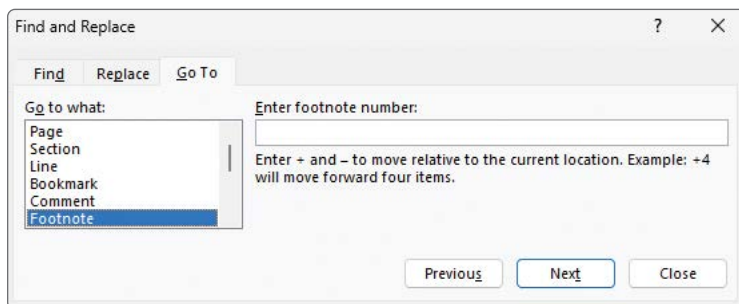 Find and Replace
?
Find
Replace
Go To
Go to what:
Page
Section
Line
Bookmark
Comment
Footnote
Enter footnote number:
Enter + and – to move relative to the current location. Example: +4
will move forward four items.
Previous
Next
Close